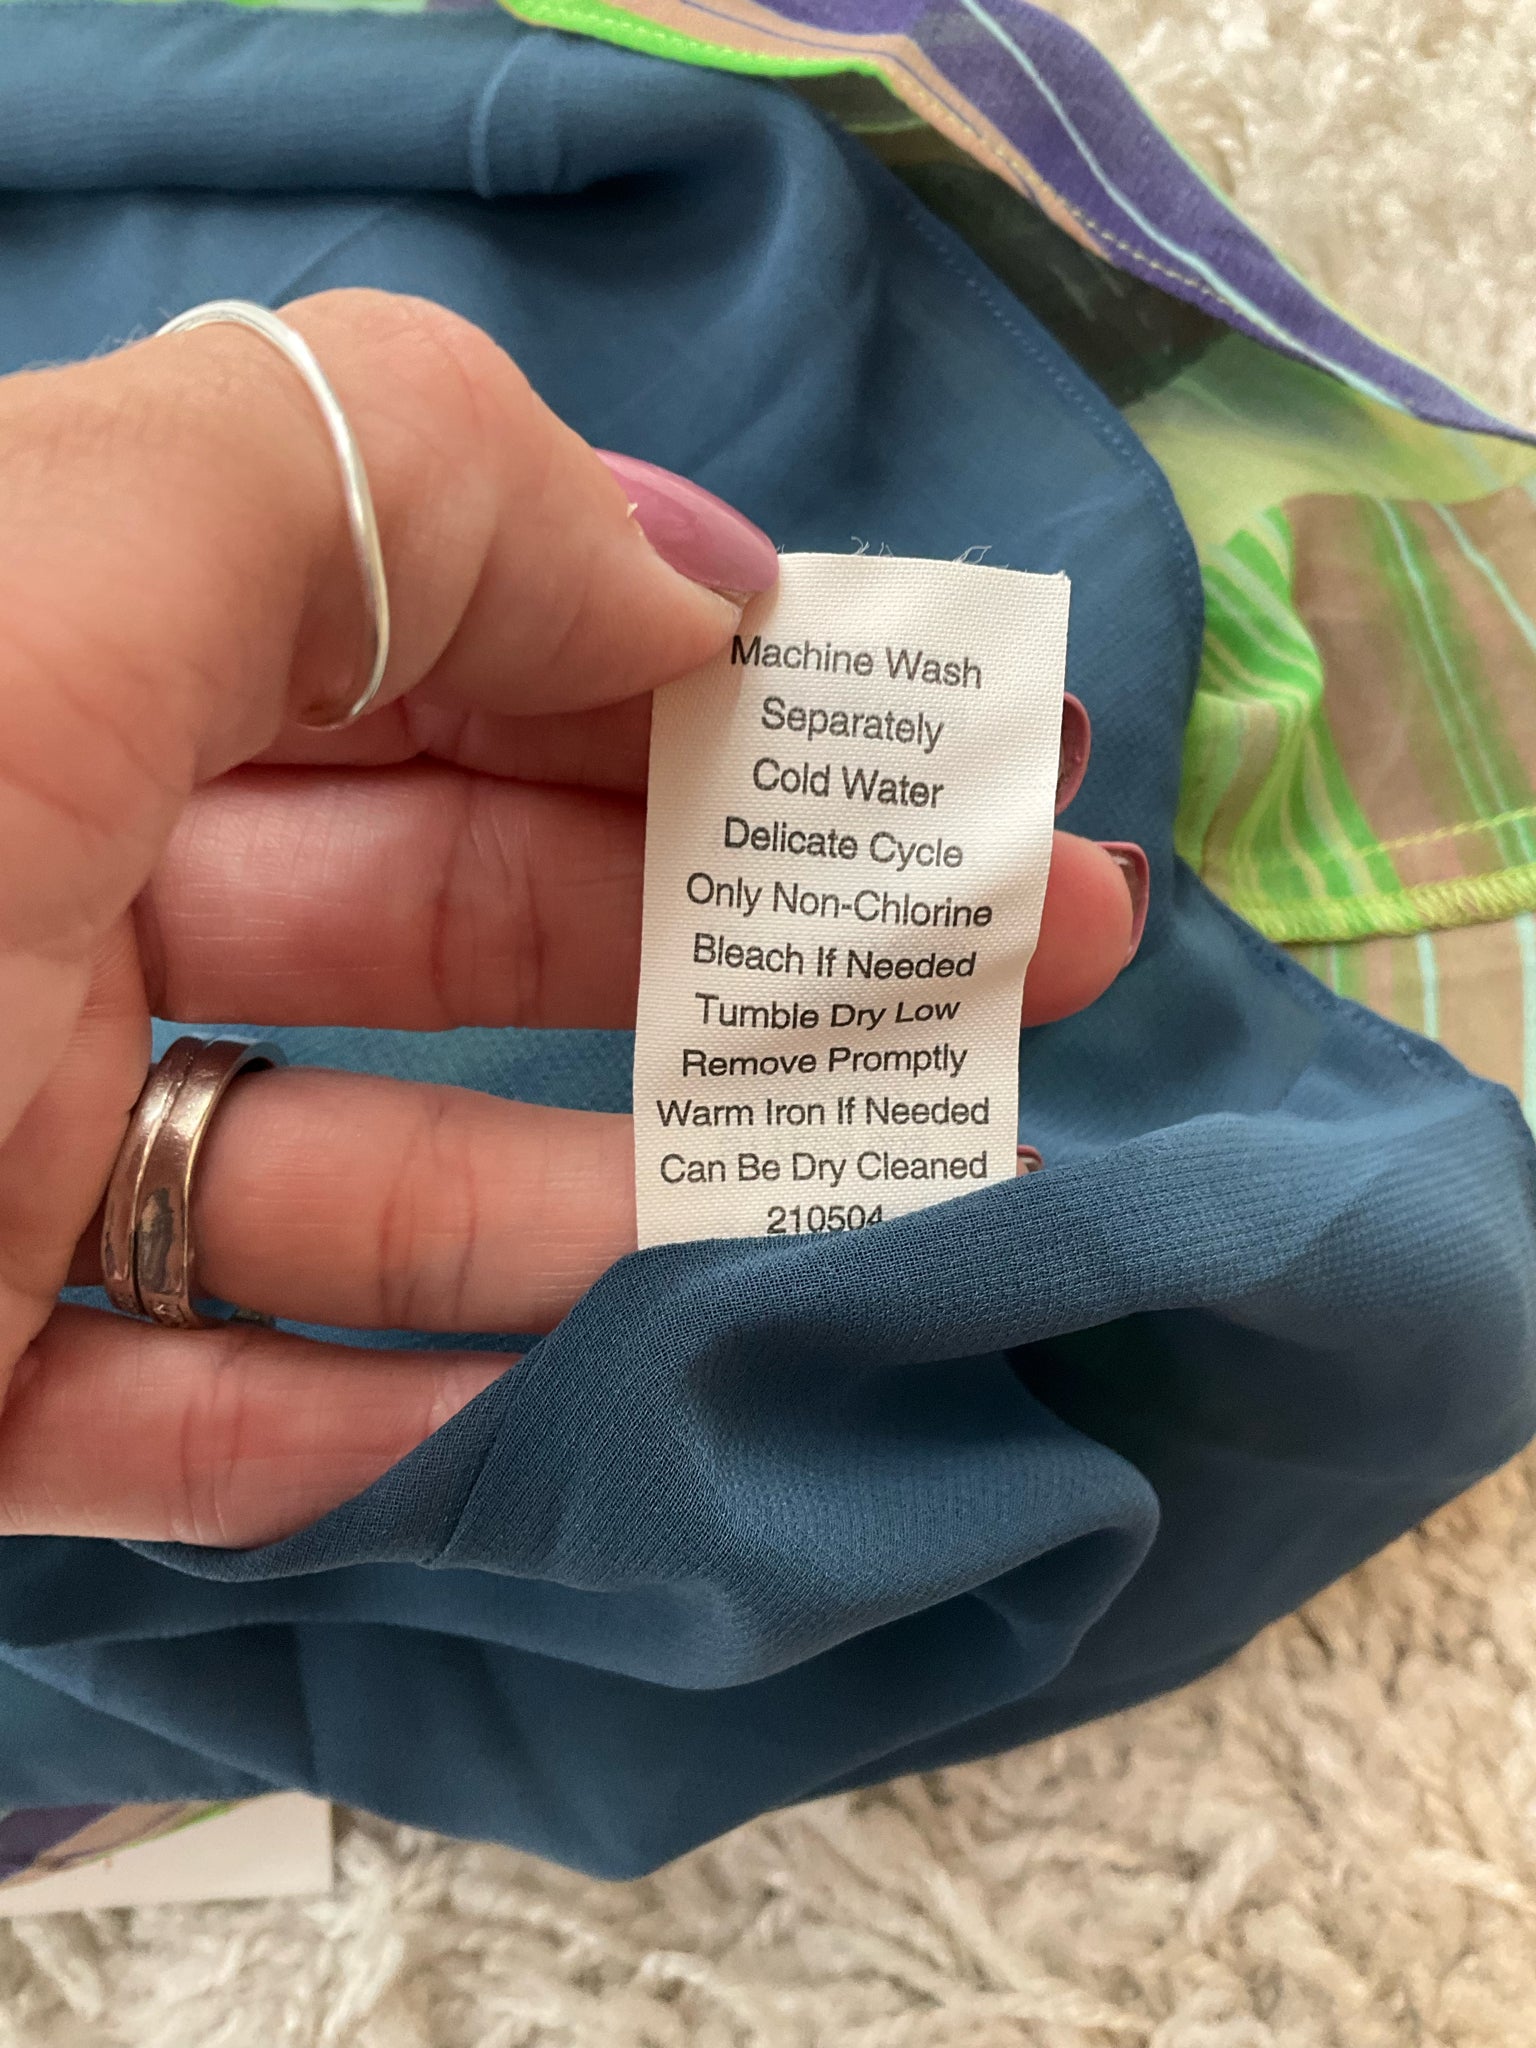 Machine Wash
Separately
Cold Water
Delicate Cycle
Only Non-Chlorine
Bleach If Needed
Tumble Dry Low
Remove Promptly
Warm Iron If Needed
Can Be Dry Cleaned
210504